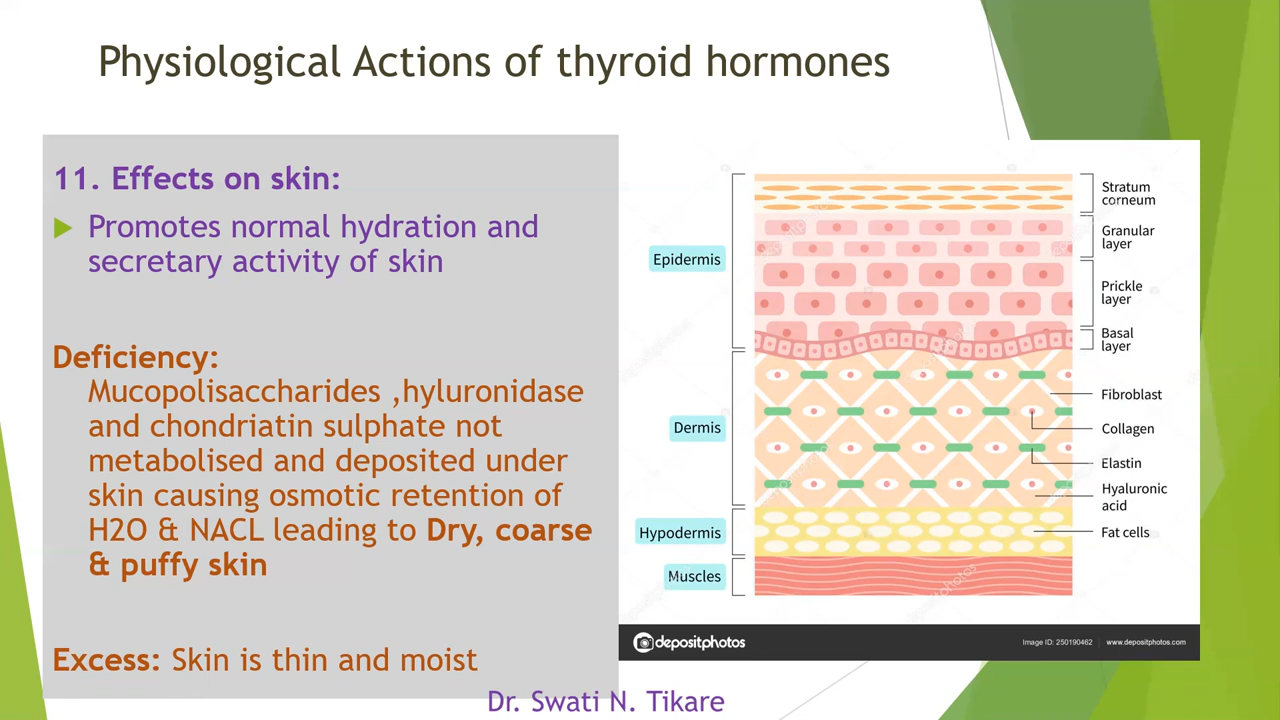 Physiological Actions of thyroid hormones
11. Effects on skin:
Promotes normal hydration and
secretary activity of skin
Deficiency:
Mucopolisaccharides ,hyluronidase
and chondriatin sulphate not
metabolised and deposited under
skin causing osmotic retention of
H2O & NACL leading to Dry, coarse
& puffy skin
Excess: Skin is thin and moist
Epidermis
Dermis
Hypodermis
Muscles
Stratum
corneum
Granular
layer
Prickle
layer
Basal
layer
Fibroblast
Collagen
Elastin
Hyaluronic
acid
Fat cells
depositphotos
Image ID: 250190462
www.depositphotos.com
Dr. Swati N. Tikare